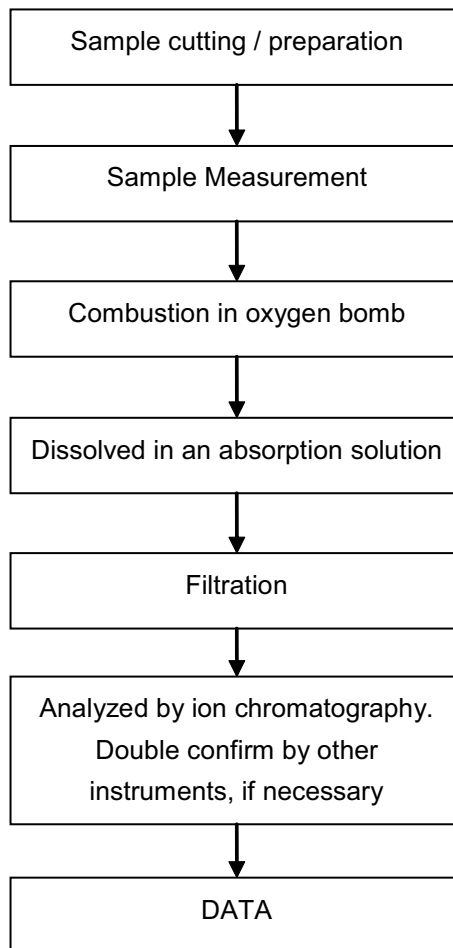 Sample cutting / preparation
Sample Measurement
Combustion in oxygen bomb
Dissolved in an absorption solution
Filtration
Analyzed by ion chromatography.
Double confirm by other
instruments, if necessary
DATA